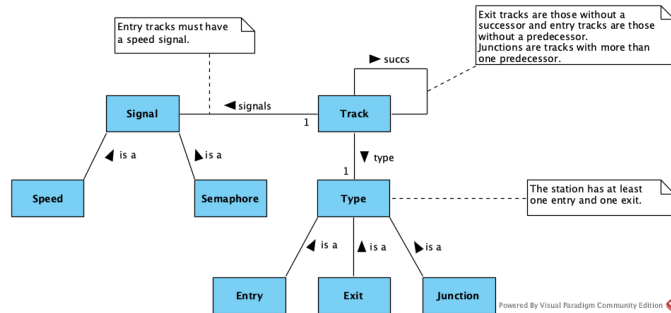 Entry tracks must have
a speed signal.
Exit tracks are those without a
successor and entry tracks are those
without a predecessor.
Junctions are tracks with more than
one predecessor.
succs
Signal
signals
1
Track
is a
is a
type
1
Speed
Semaphore
Type
The station has at least
one entry and one exit.
is a
is a
is a
Entry
Exit
Junction
Powered By Visual Paradigm Community Edition